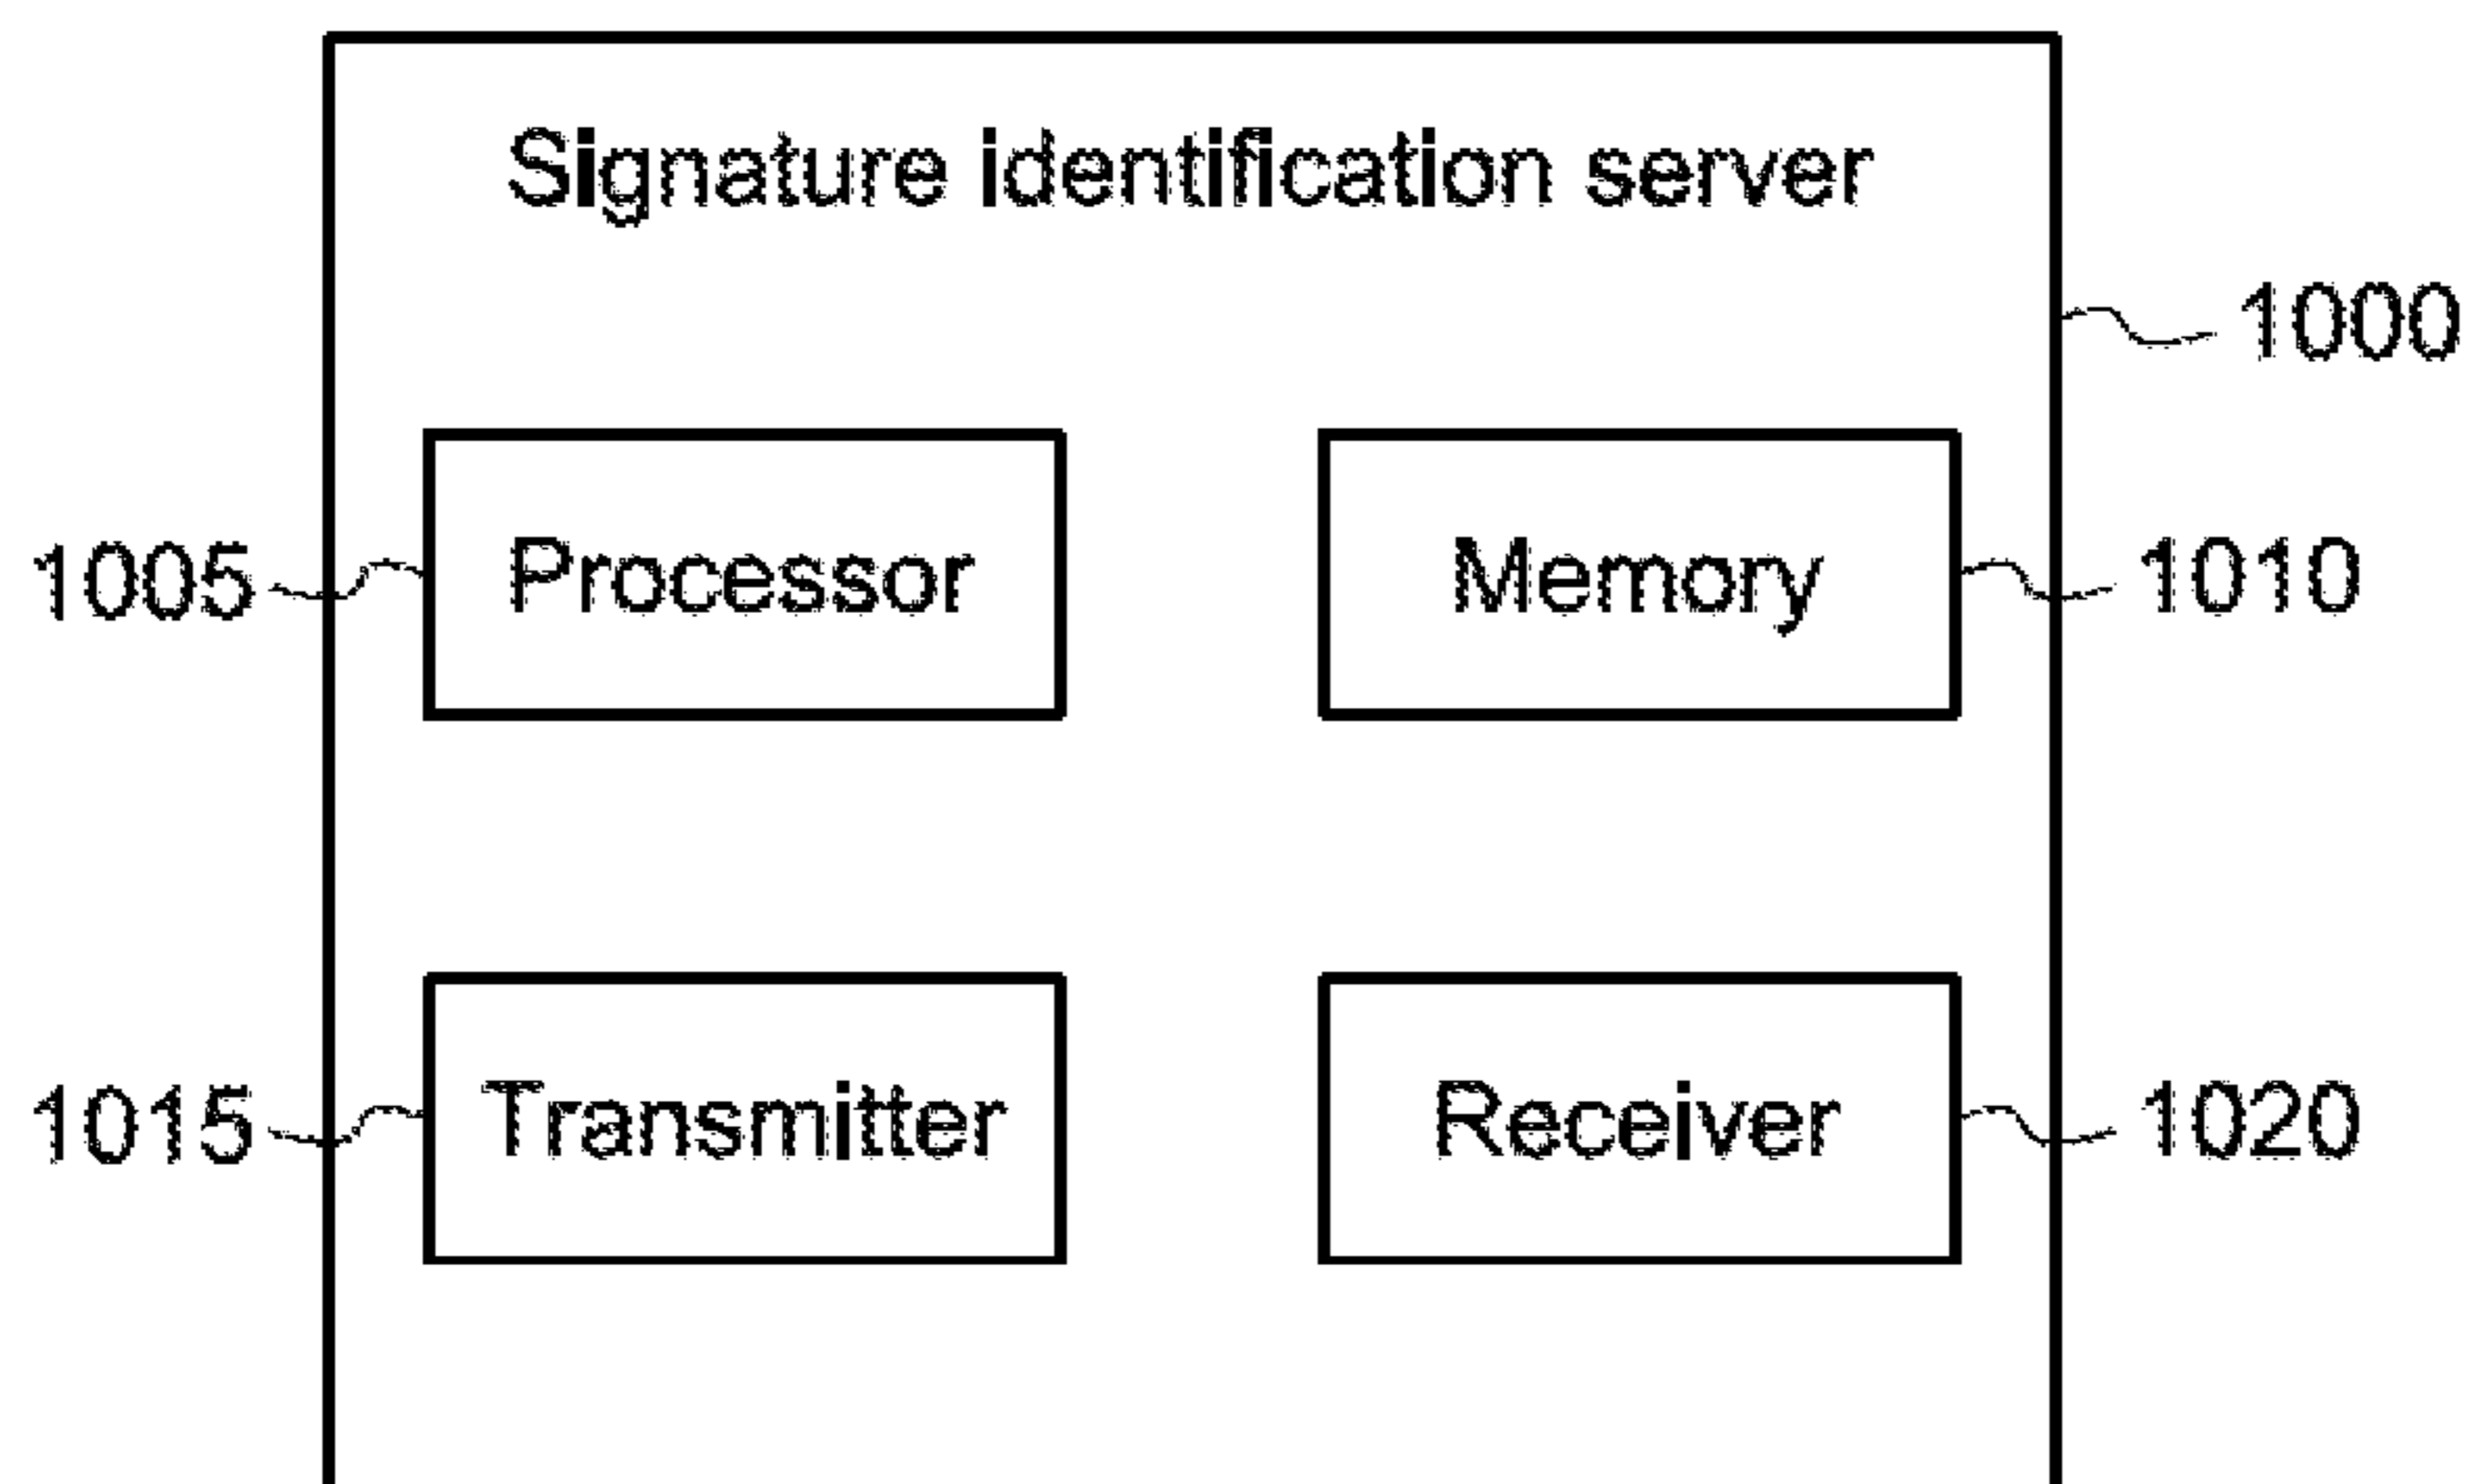 Signature identification server
1000
1005 Processor Memory 1010
1015 Transmitter Receiver 1020